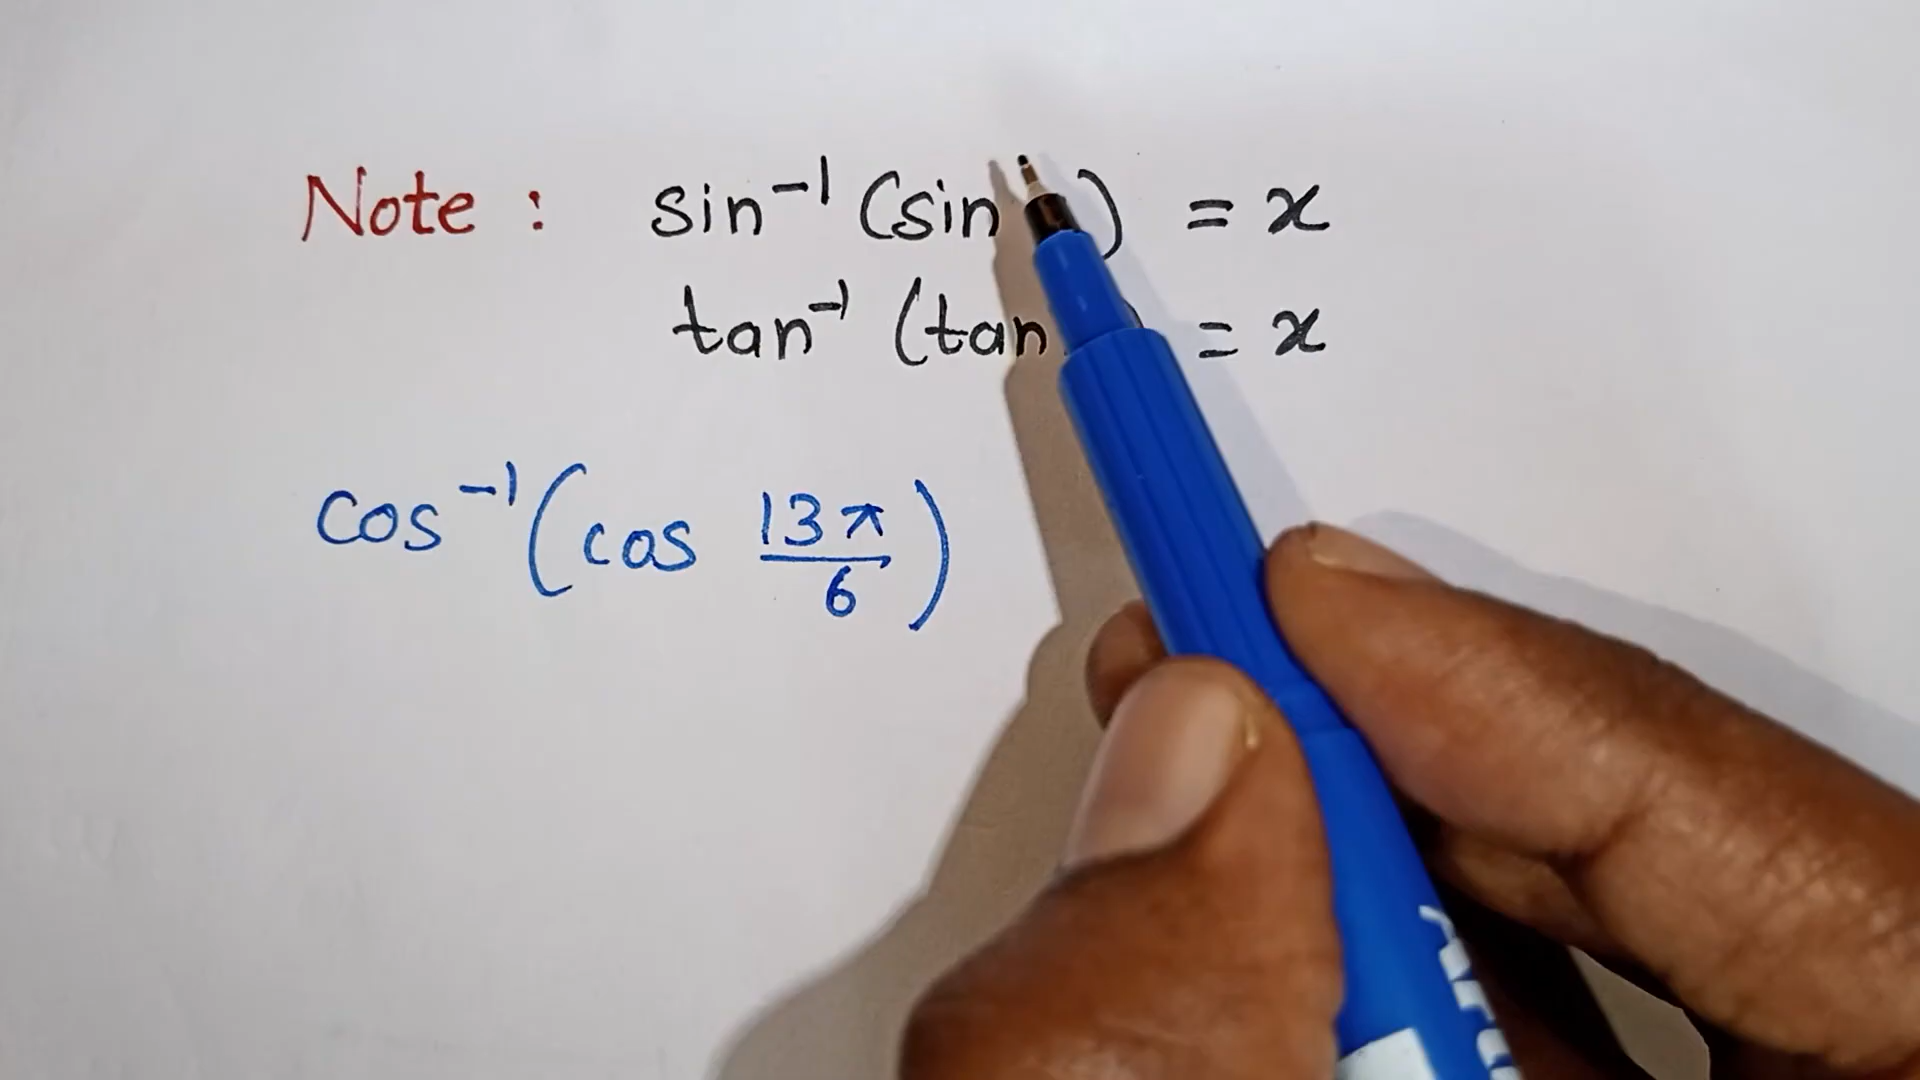 Note : sin⁻¹ (sin ) = x
tan⁻¹ (tan = x
cos⁻¹ (cos 13π/6)